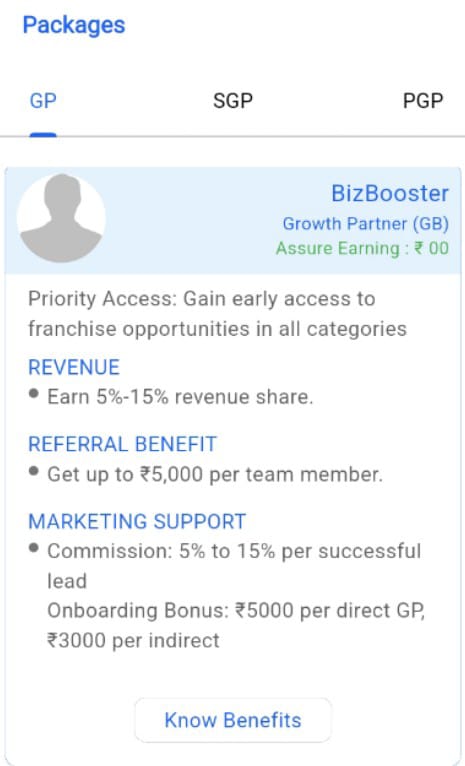 Packages
GP SGP PGP
BizBooster
Growth Partner (GB)
Assure Earning : ₹ 00
Priority Access: Gain early access to
franchise opportunities in all categories
REVENUE
• Earn 5%-15% revenue share.
REFERRAL BENEFIT
• Get up to ₹5,000 per team member.
MARKETING SUPPORT
• Commission: 5% to 15% per successful
lead
Onboarding Bonus: ₹5000 per direct GP,
₹3000 per indirect
Know Benefits